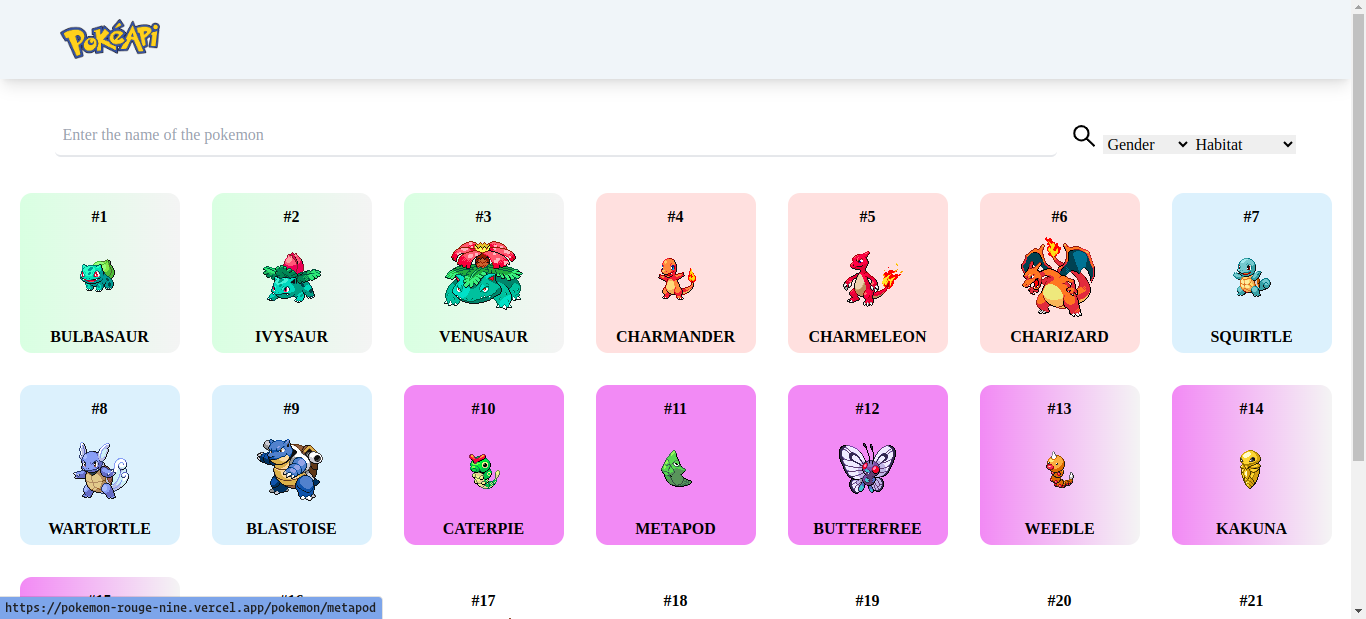 PokéApi
Enter the name of the pokemon
Gender Habitat
#1 #2 #3 #4 #5 #6 #7
BULBASAUR IVYSAUR VENUSAUR CHARMANDER CHARMELEON CHARIZARD SQUIRTLE
#8 #9 #10 #11 #12 #13 #14
WARTORTLE BLASTOISE CATERPIE METAPOD BUTTERFREE WEEDLE KAKUNA
#15 #16 #17 #18 #19 #20 #21
https://pokemon-rouge-nine.vercel.app/pokemon/metapod